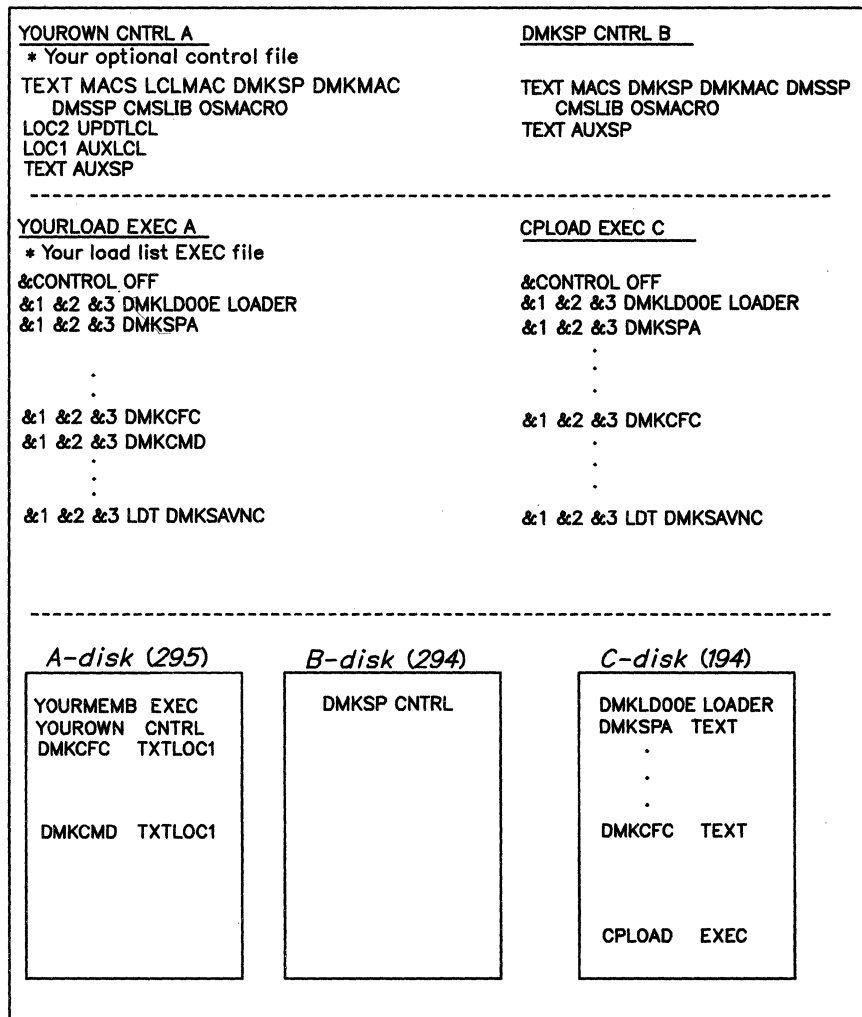 YOUROWN CNTRL A
* Your optional control file
TEXT MACS LCLMAC DMKSP DMKMAC
DMSSP CMSLIB OSMACRO
LOC2 UPDTLCL
LOC1 AUXLCL
TEXT AUXSP
DMKSP CNTRL B
TEXT MACS DMKSP DMKMAC DMSSP
CMSLIB OSMACRO
TEXT AUXSP
YOURLOAD EXEC A
* Your load list EXEC file
&CONTROL OFF
&1 &2 &3 DMKLD00E LOADER
&1 &2 &3 DMKSPA
.
.
&1 &2 &3 DMKCFC
&1 &2 &3 DMKCMD
.
.
.
&1 &2 &3 LDT DMKSAVNC
CPLOAD EXEC C
&CONTROL OFF
&1 &2 &3 DMKLD00E LOADER
&1 &2 &3 DMKSPA
.
.
.
&1 &2 &3 DMKCFC
.
.
.
&1 &2 &3 LDT DMKSAVNC
A-disk (295)
YOURMEMB EXEC
YOUROWN CNTRL
DMKCFC TXTLOC1
DMKCMD TXTLOC1
B-disk (294)
DMKSP CNTRL
C-disk (194)
DMKLD00E LOADER
DMKSPA TEXT
.
.
.
DMKCFC TEXT
CPLOAD EXEC